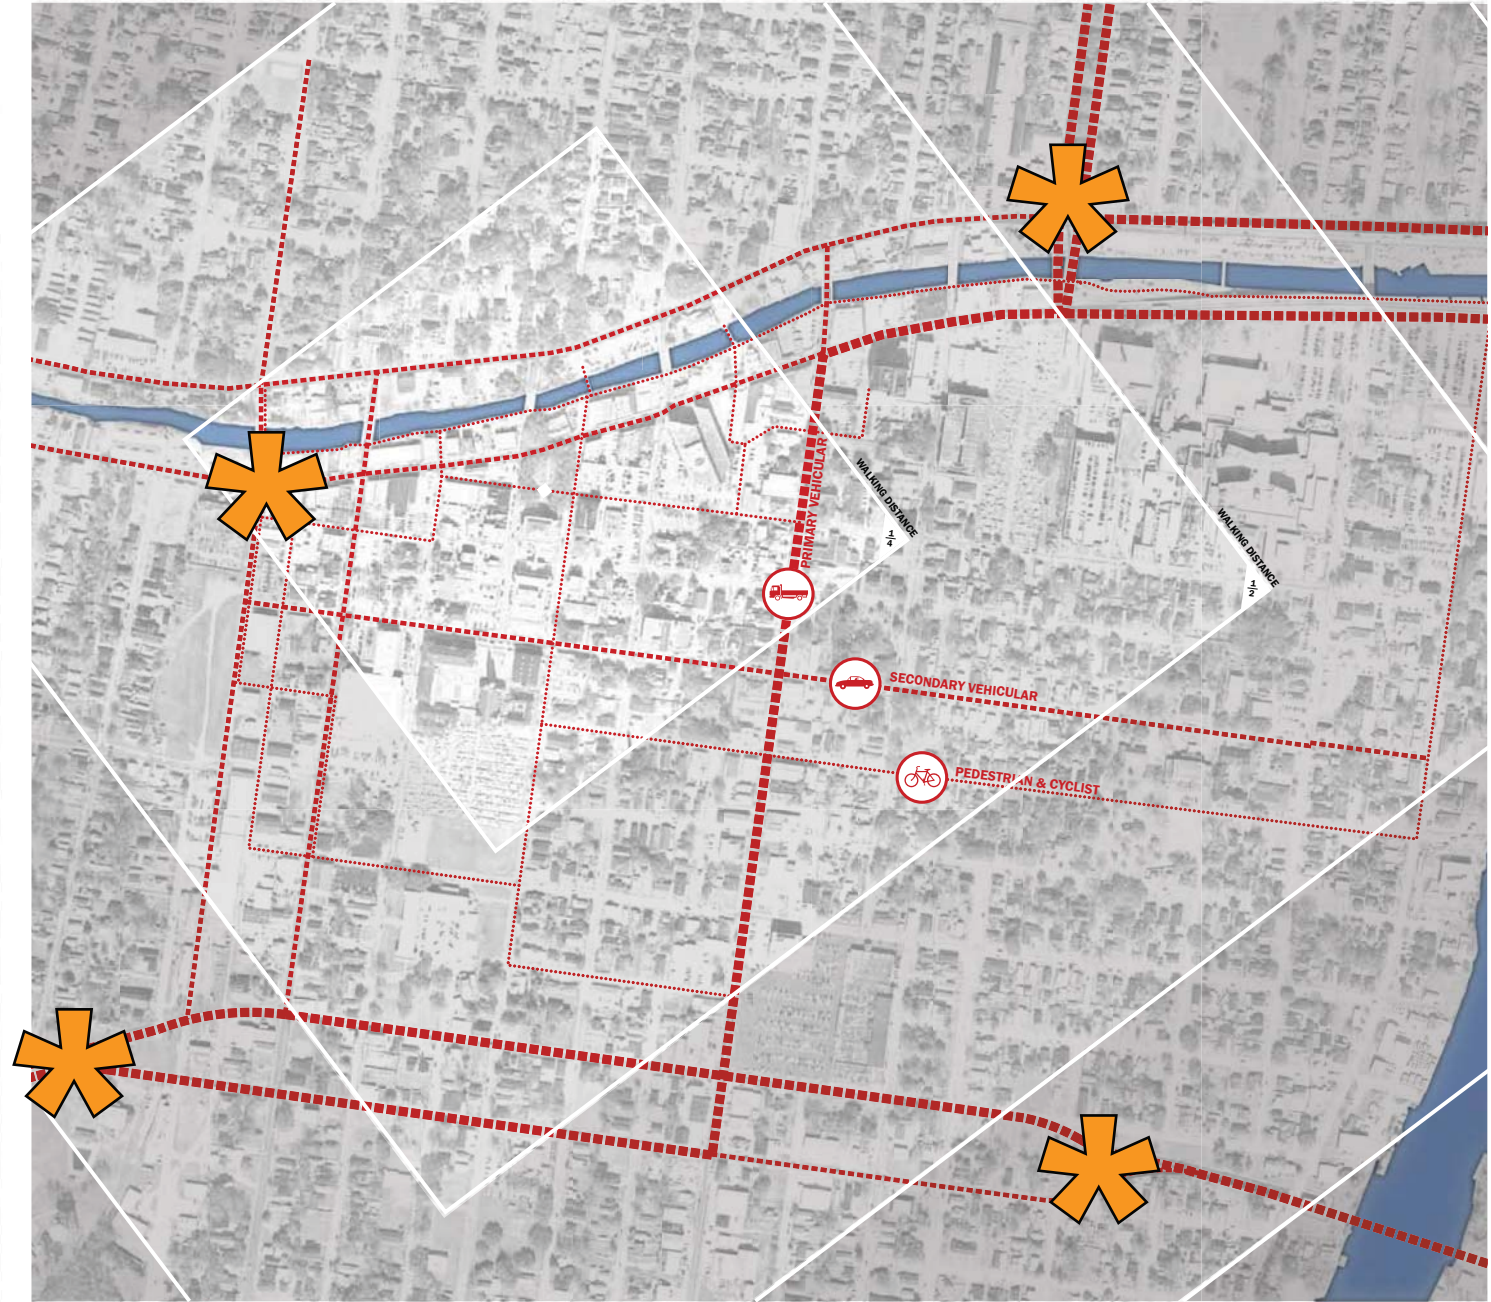 PRIMARY VEHICULAR
WALKING DISTANCE
1/4
WALKING DISTANCE
1/2
SECONDARY VEHICULAR
PEDESTRIAN & CYCLIST